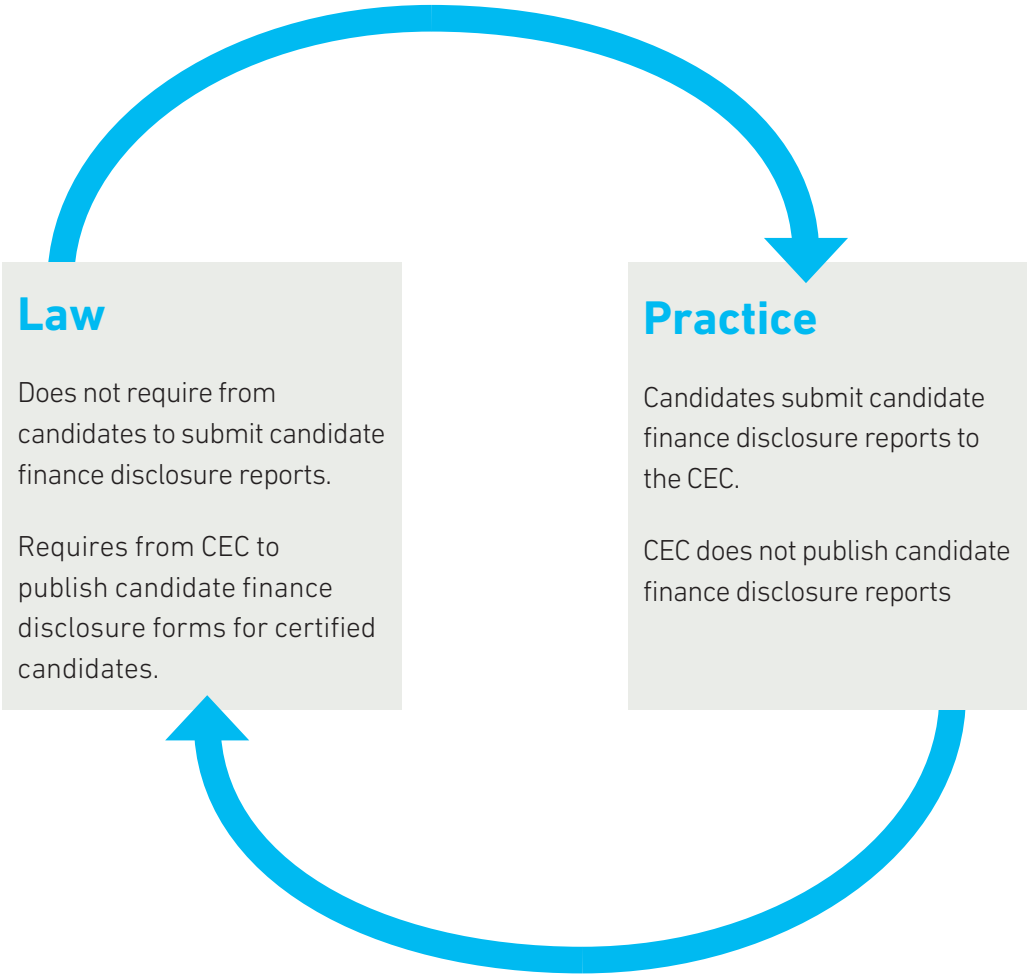 Law
Does not require from
candidates to submit candidate
finance disclosure reports.
Requires from CEC to
publish candidate finance
disclosure forms for certified
candidates.
Practice
Candidates submit candidate
finance disclosure reports to
the CEC.
CEC does not publish candidate
finance disclosure reports